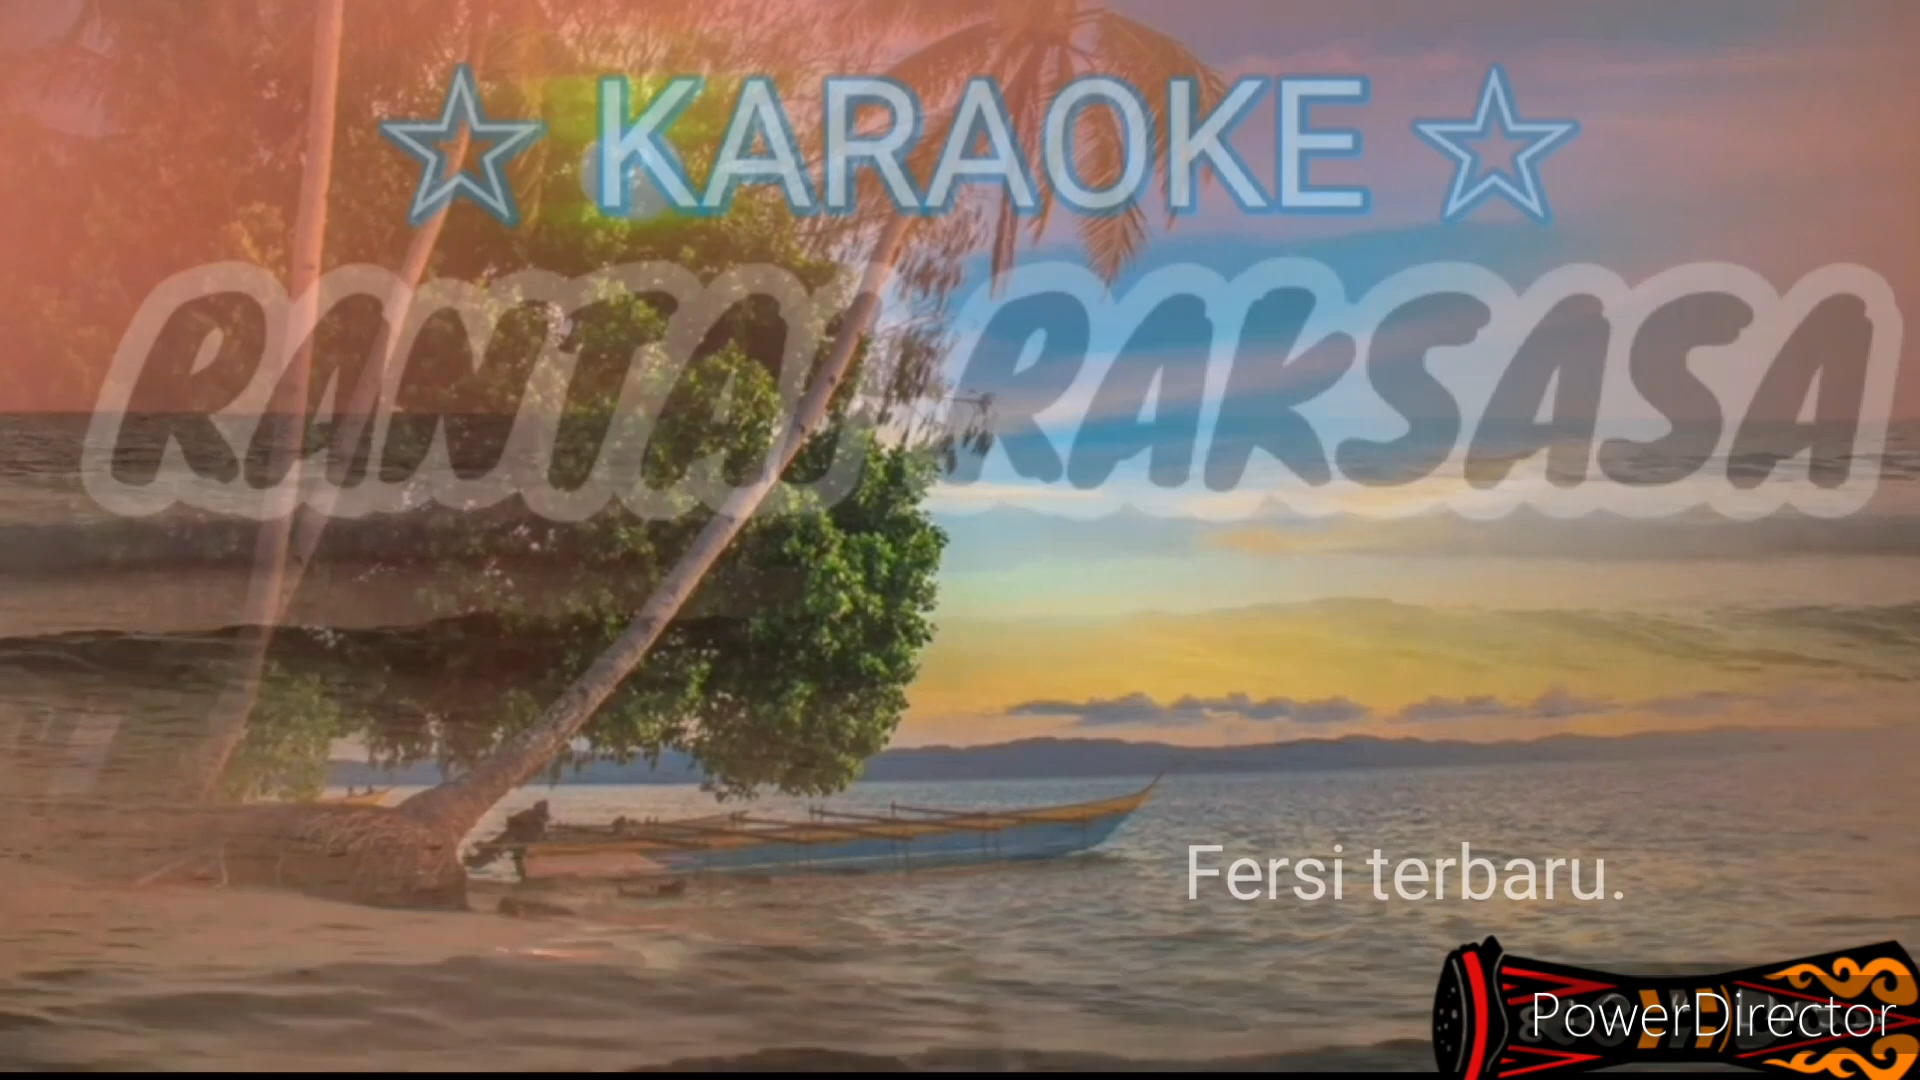 ☆ KARAOKE ☆
RANTAI RAKSASA
Fersi terbaru.
PowerDirector